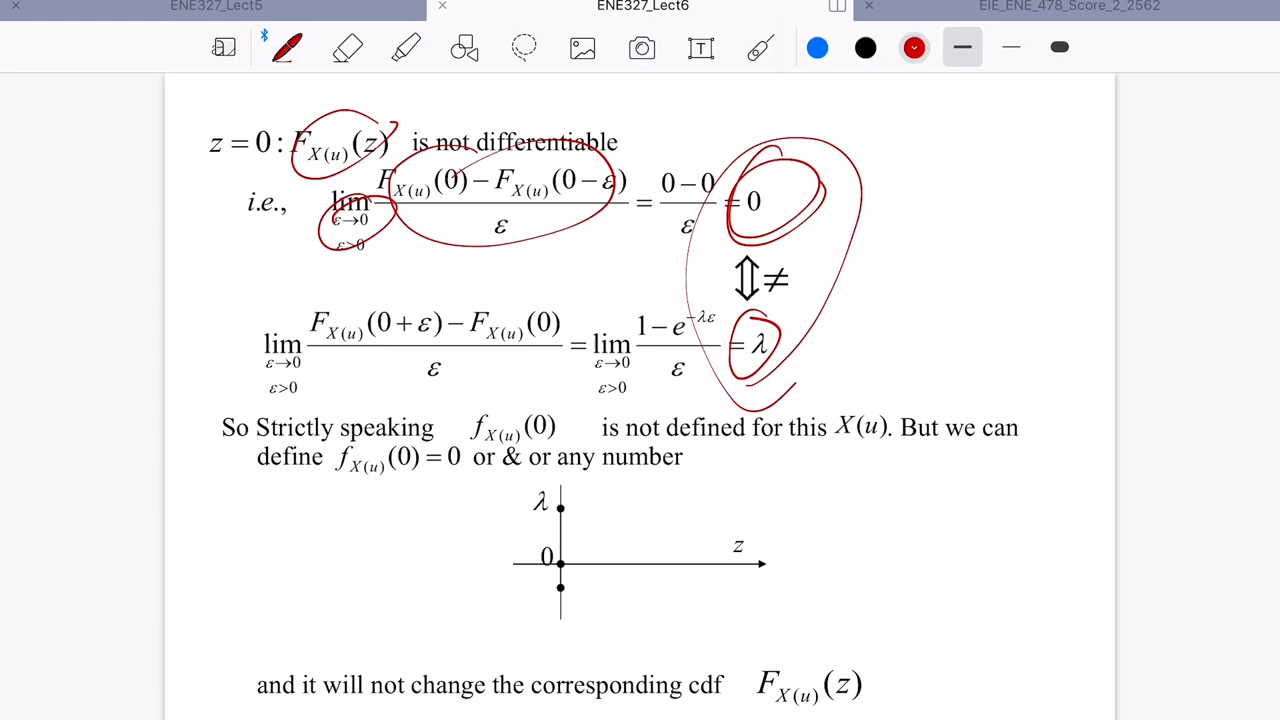 ENE327_Lect5 ENE327_Lect6 EIE_ENE_478_Score_2_2562
T
z = 0 : F_{X(u)}(z) is not differentiable
i.e., lim_{ε→0, ε>0} (F_{X(u)}(0) − F_{X(u)}(0 − ε)) / ε = (0 − 0) / ε = 0
⇕ ≠
lim_{ε→0, ε>0} (F_{X(u)}(0 + ε) − F_{X(u)}(0)) / ε = lim_{ε→0, ε>0} (1 − e^{−λε}) / ε = λ
So Strictly speaking f_{X(u)}(0) is not defined for this X(u). But we can
define f_{X(u)}(0) = 0 or & or any number
λ
0 z
and it will not change the corresponding cdf F_{X(u)}(z)